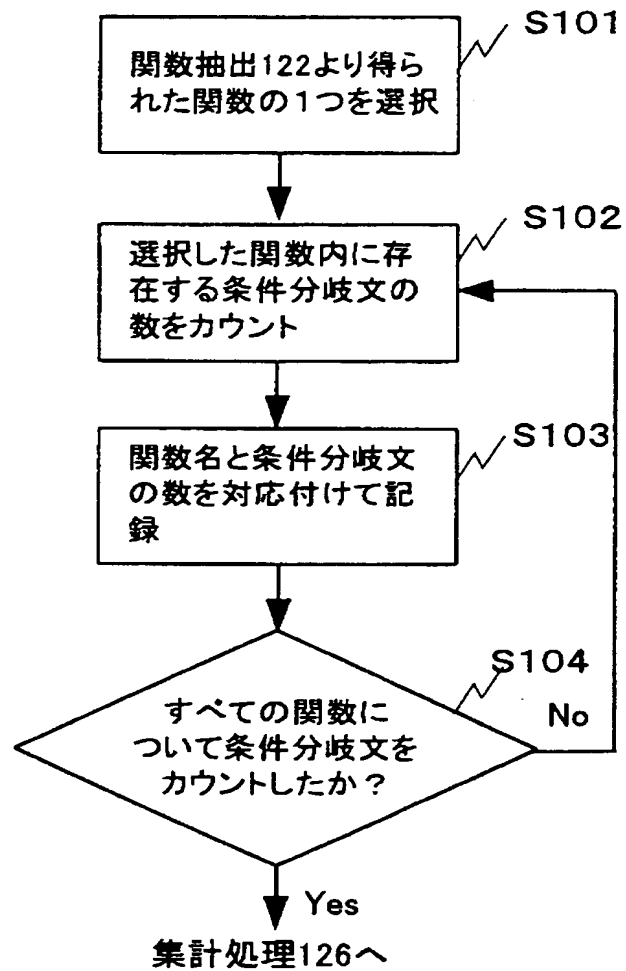 S101
関数抽出122より得ら
れた関数の１つを選択
S102
選択した関数内に存
在する条件分岐文の
数をカウント
S103
関数名と条件分岐文
の数を対応付けて記
録
S104
すべての関数に
ついて条件分岐文を
カウントしたか？
No
Yes
集計処理126へ